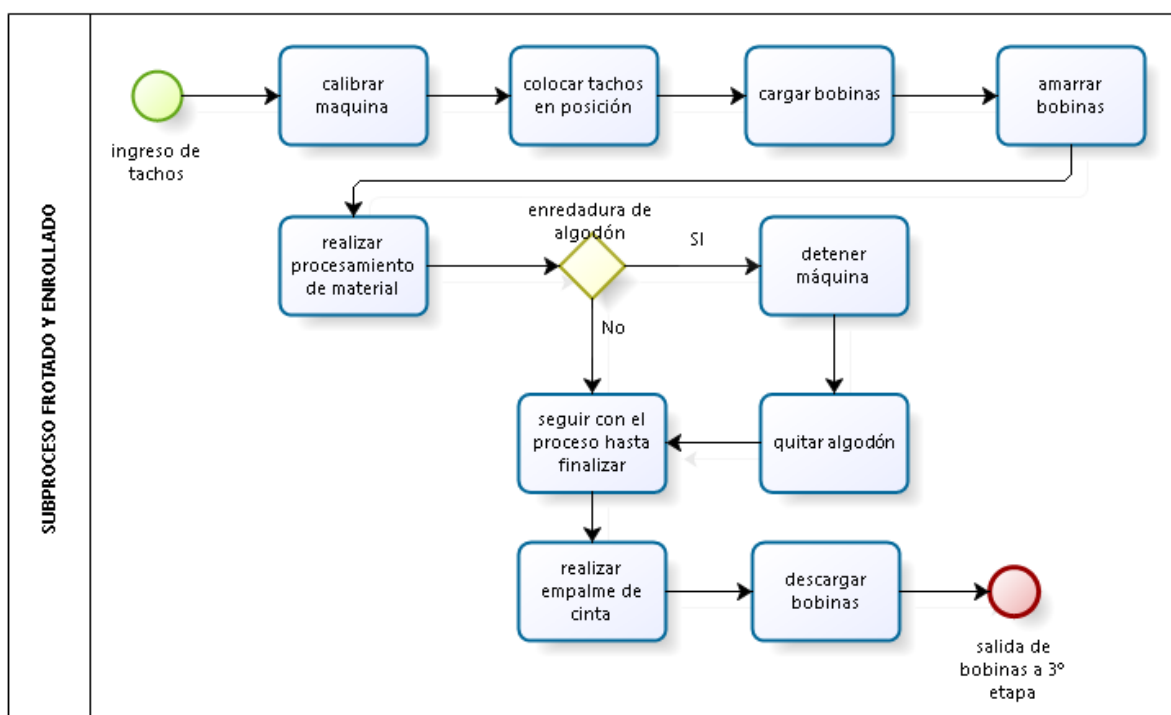 SUBPROCESO FROTADO Y ENROLLADO
ingreso de
tachos
calibrar
maquina
colocar tachos
en posición
cargar bobinas
amarrar
bobinas
realizar
procesamiento
de material
enredadura de
algodón
SI
No
detener
máquina
seguir con el
proceso hasta
finalizar
quitar algodón
realizar
empalme de
cinta
descargar
bobinas
salida de
bobinas a 3º
etapa